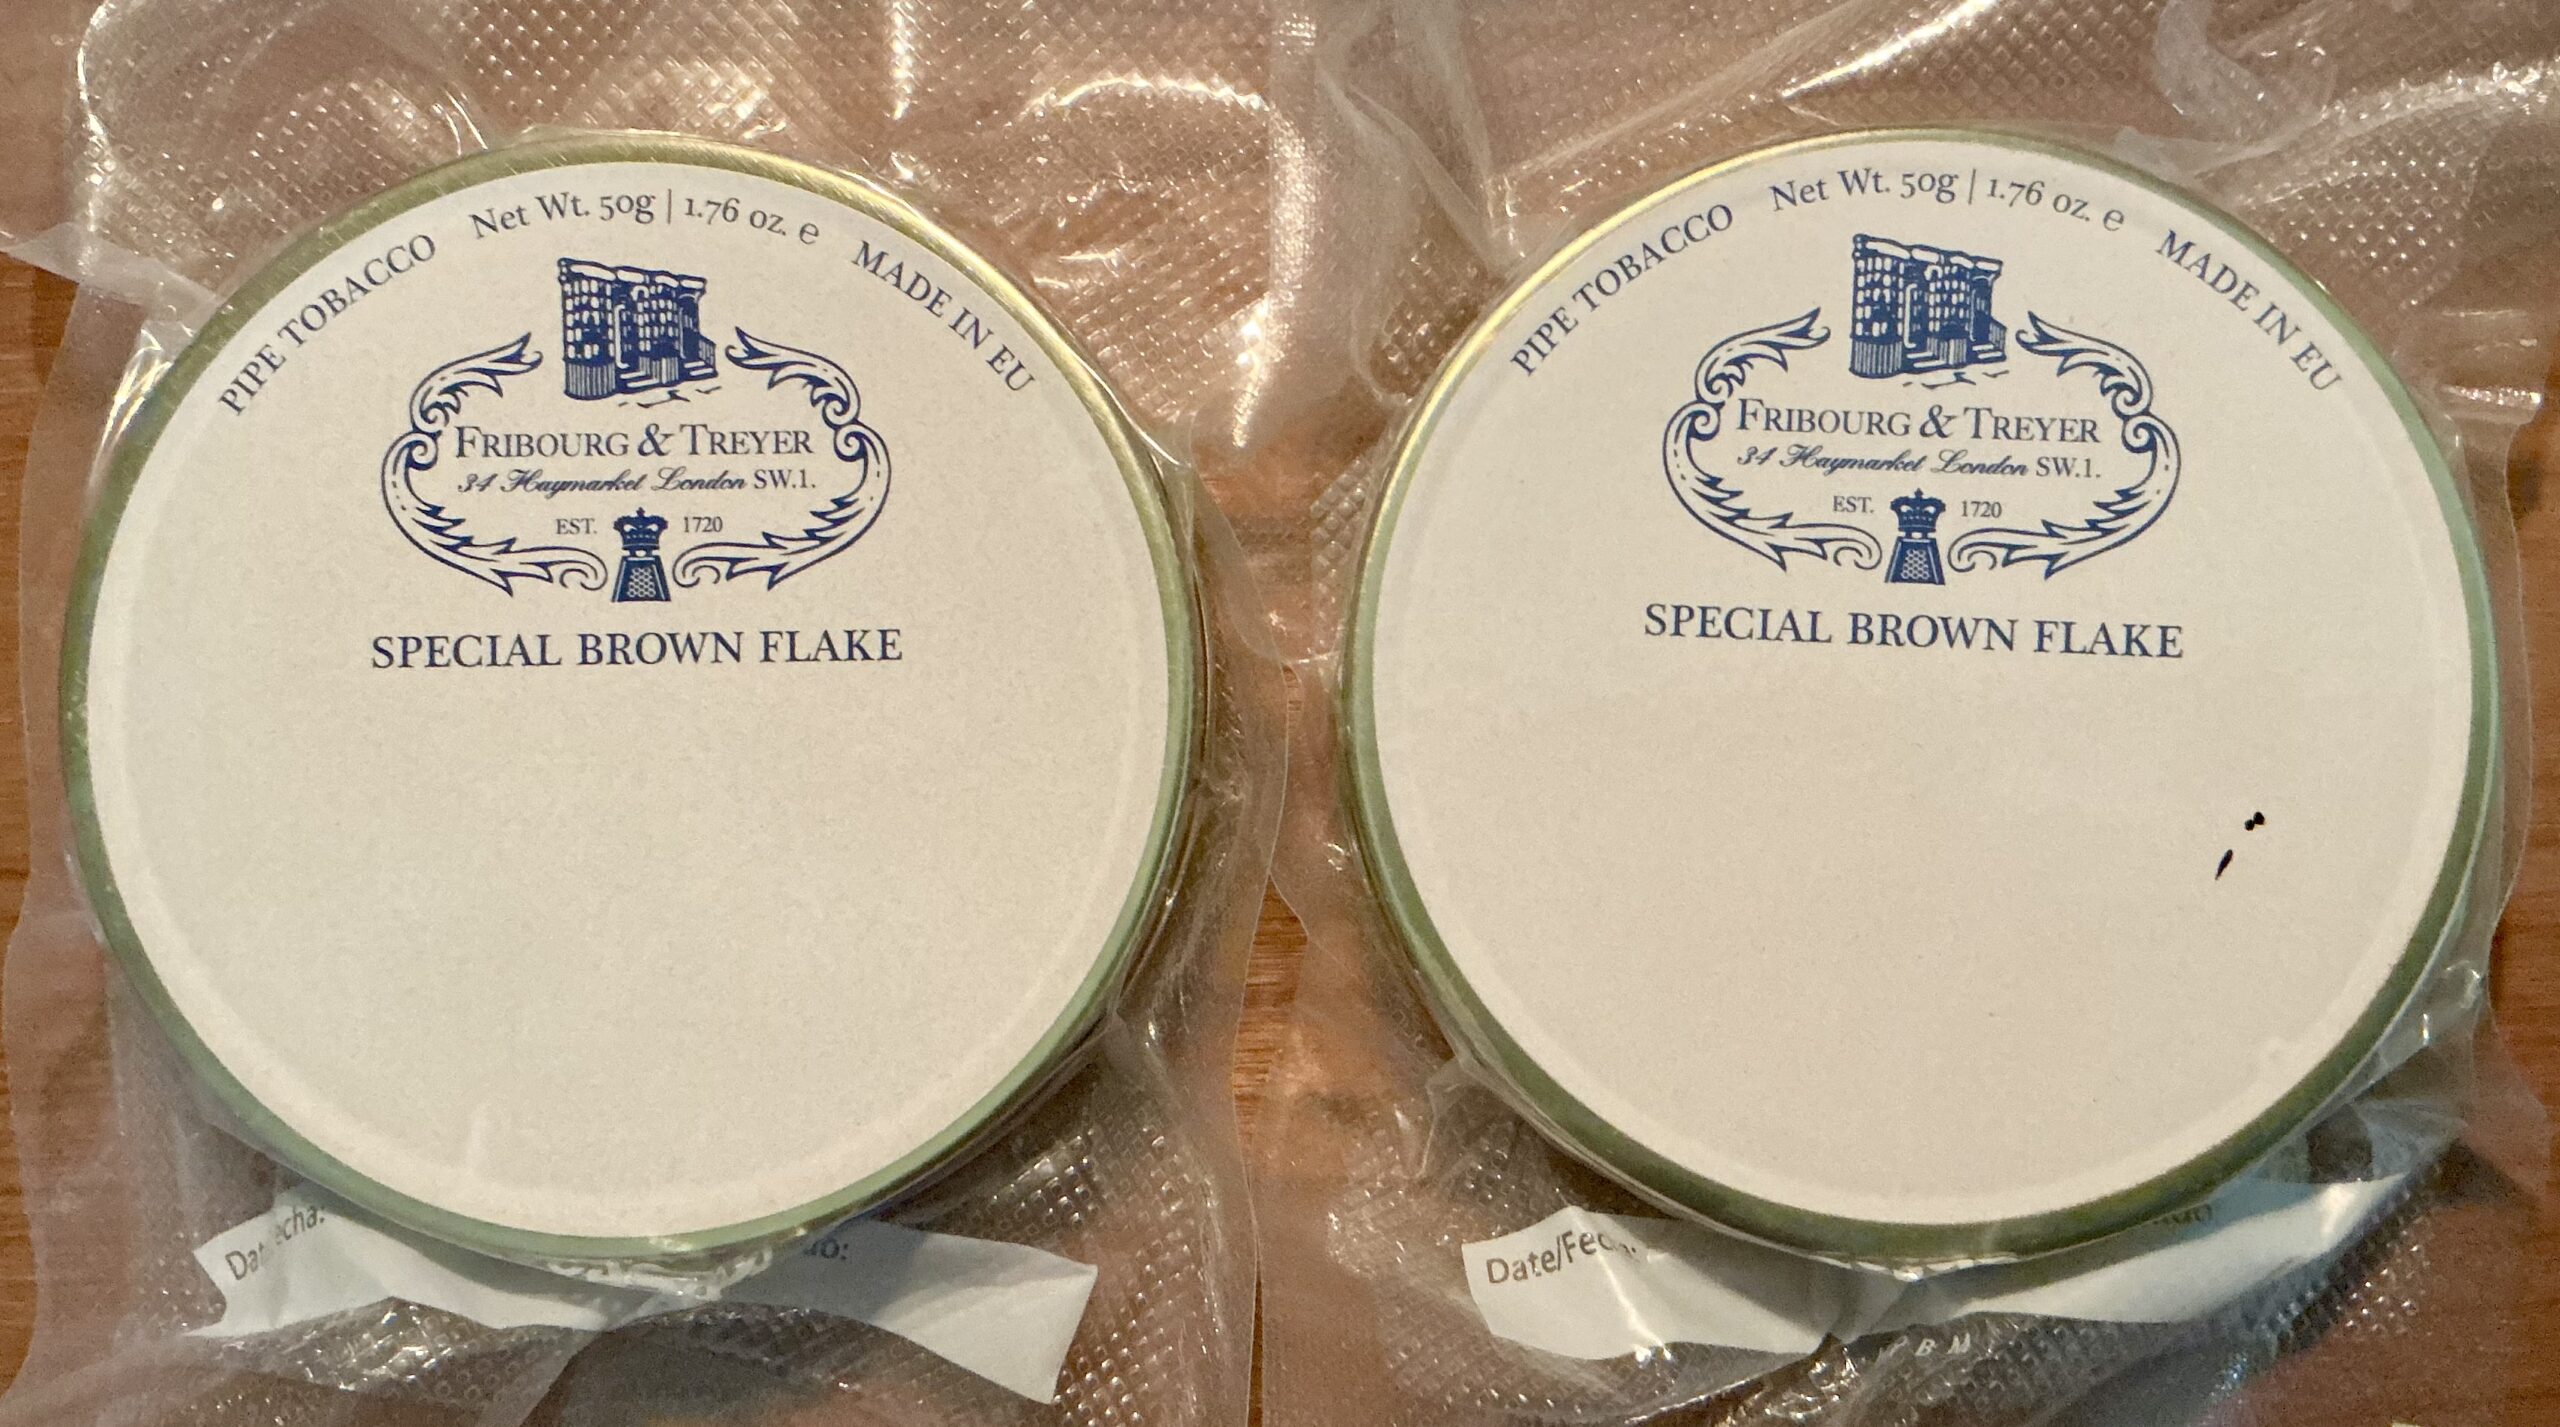 PIPE TOBACCO Net Wt. 50g | 1.76 oz. e MADE IN EU
FRIBOURG & TREYER
34 Haymarket London SW.1.
EST. 1720
SPECIAL BROWN FLAKE
PIPE TOBACCO Net Wt. 50g | 1.76 oz. e MADE IN EU
FRIBOURG & TREYER
34 Haymarket London SW.1.
EST. 1720
SPECIAL BROWN FLAKE